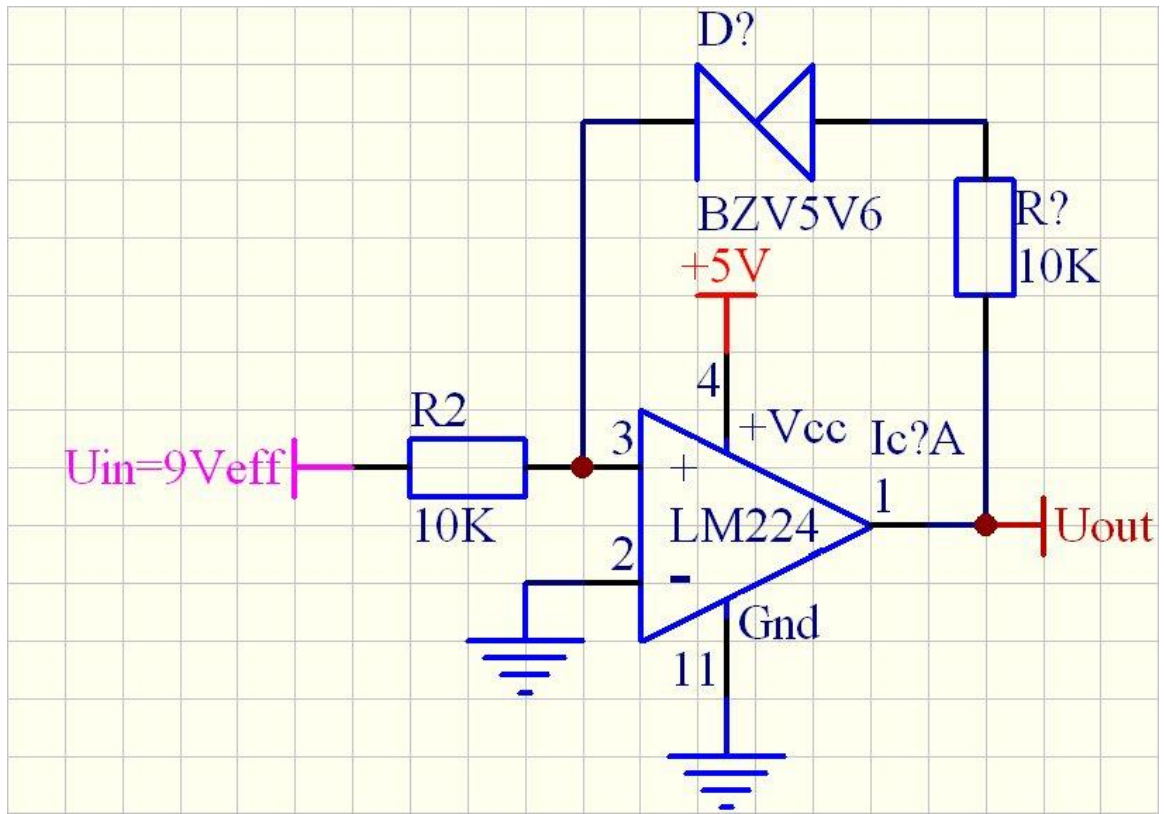 D?
BZV5V6
R?
10K
+5V
4
+Vcc
R2
10K
Uin=9Veff
3
+
Ic?A
1
LM224
Uout
2
-
Gnd
11